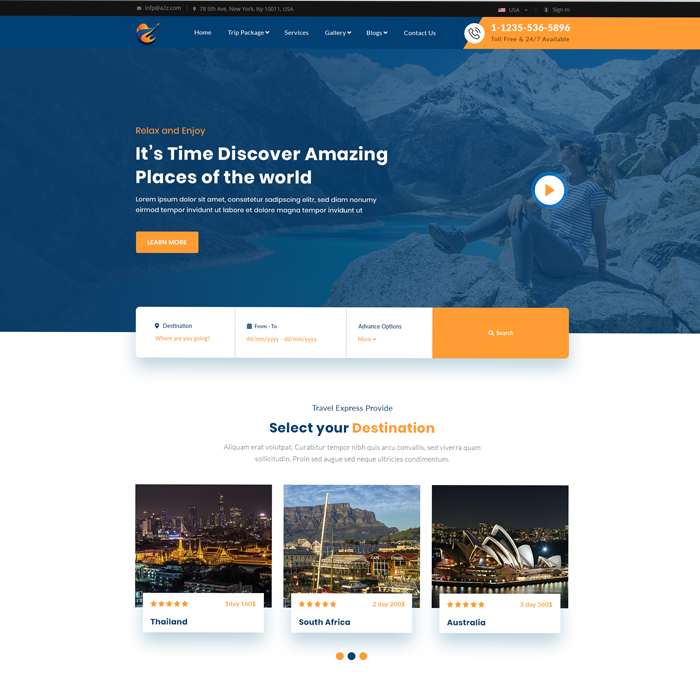 infp@a2z.com
78 5th Ave, New York, Ny 10011, USA
USA
Sign In
Home
Trip Package
Services
Gallery
Blogs
Contact Us
1-1235-536-5896
Toll Free & 24/7 Available
Relax and Enjoy
It's Time Discover Amazing
Places of the world
Lorem ipsum dolor sit amet, consetetur sadipscing elitr, sed diam nonumy
eirmod tempor invidunt ut labore et dolore magna tempor invidunt ut
LEARN MORE
Destination
Where are you going?
From - To
dd/mm/yyyy - dd/mm/yyyy
Advance Options
More
Search
Travel Express Provide
Select your Destination
Aliquam erat volutpat. Curabitur tempor nibh quis arcu convallis, sed viverra quam
sollicitudin. Proin sed augue sed neque ultricies condimentum.
1day 160$
Thailand
2 day 200$
South Africa
3 day 360$
Australia